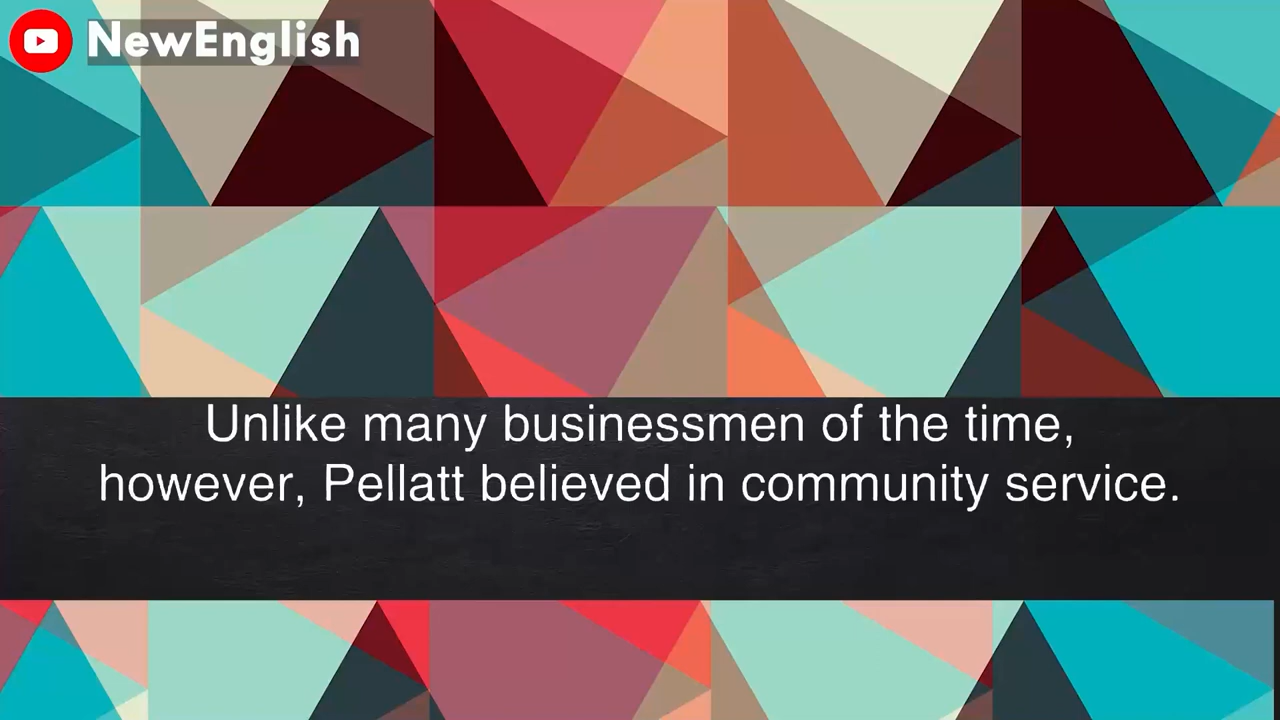 NewEnglish
Unlike many businessmen of the time,
however, Pellatt believed in community service.